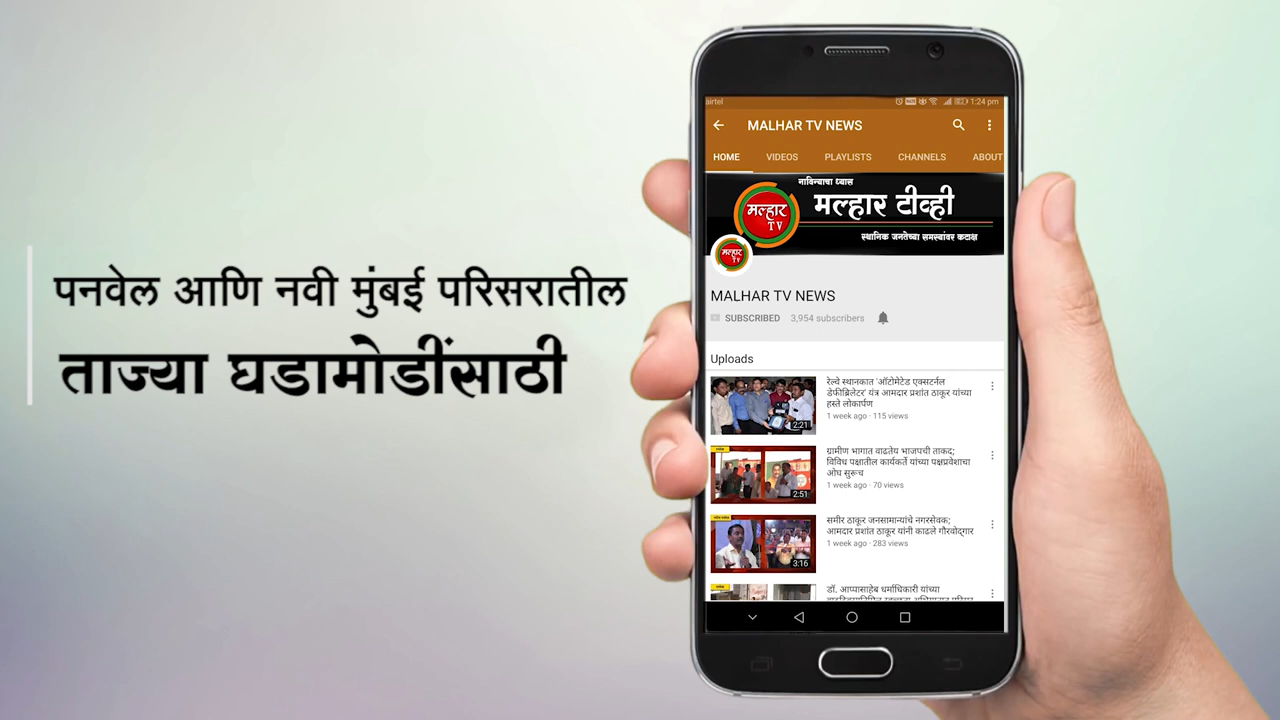 पनवेल आणि नवी मुंबई परिसरातील
ताज्या घडामोडींसाठी
airtel
1:24 pm
MALHAR TV NEWS
HOME VIDEOS PLAYLISTS CHANNELS ABOUT
नाविन्याचा ध्यास
मल्हार टीव्ही
मल्हार
TV
स्थानिक जनतेच्या समस्यांवर कटाक्ष
मल्हार
TV
MALHAR TV NEWS
SUBSCRIBED 3,954 subscribers
Uploads
रेल्वे स्थानकात 'ऑटोमेटेड एक्सटर्नल
डेफीब्रिलेटर' यंत्र आमदार प्रशांत ठाकूर यांच्या
हस्ते लोकार्पण
1 week ago · 115 views
2:21
ग्रामीण भागात वाढतेय भाजपची ताकद;
विविध पक्षातील कार्यकर्ते यांच्या पक्षप्रवेशाचा
ओघ सुरूच
1 week ago · 70 views
2:51
समीर ठाकूर जनसामान्यांचे नगरसेवक;
आमदार प्रशांत ठाकूर यांनी काढले गौरवोद्गार
1 week ago · 283 views
3:16
डॉ. आप्पासाहेब धर्माधिकारी यांच्या